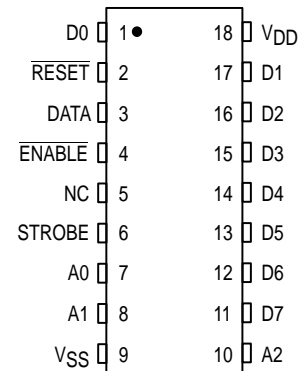 D0 1 18 VDD
RESET 2 17 D1
DATA 3 16 D2
ENABLE 4 15 D3
NC 5 14 D4
STROBE 6 13 D5
A0 7 12 D6
A1 8 11 D7
VSS 9 10 A2